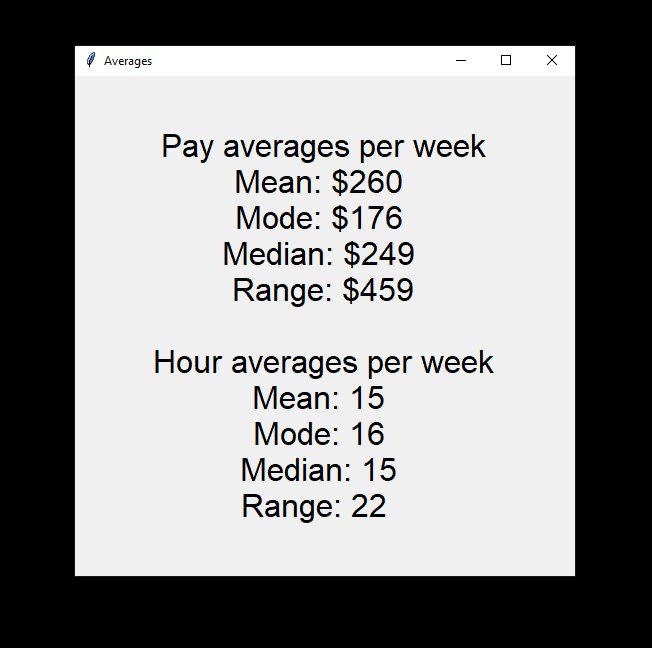 Averages
Pay averages per week
Mean: $260
Mode: $176
Median: $249
Range: $459
Hour averages per week
Mean: 15
Mode: 16
Median: 15
Range: 22